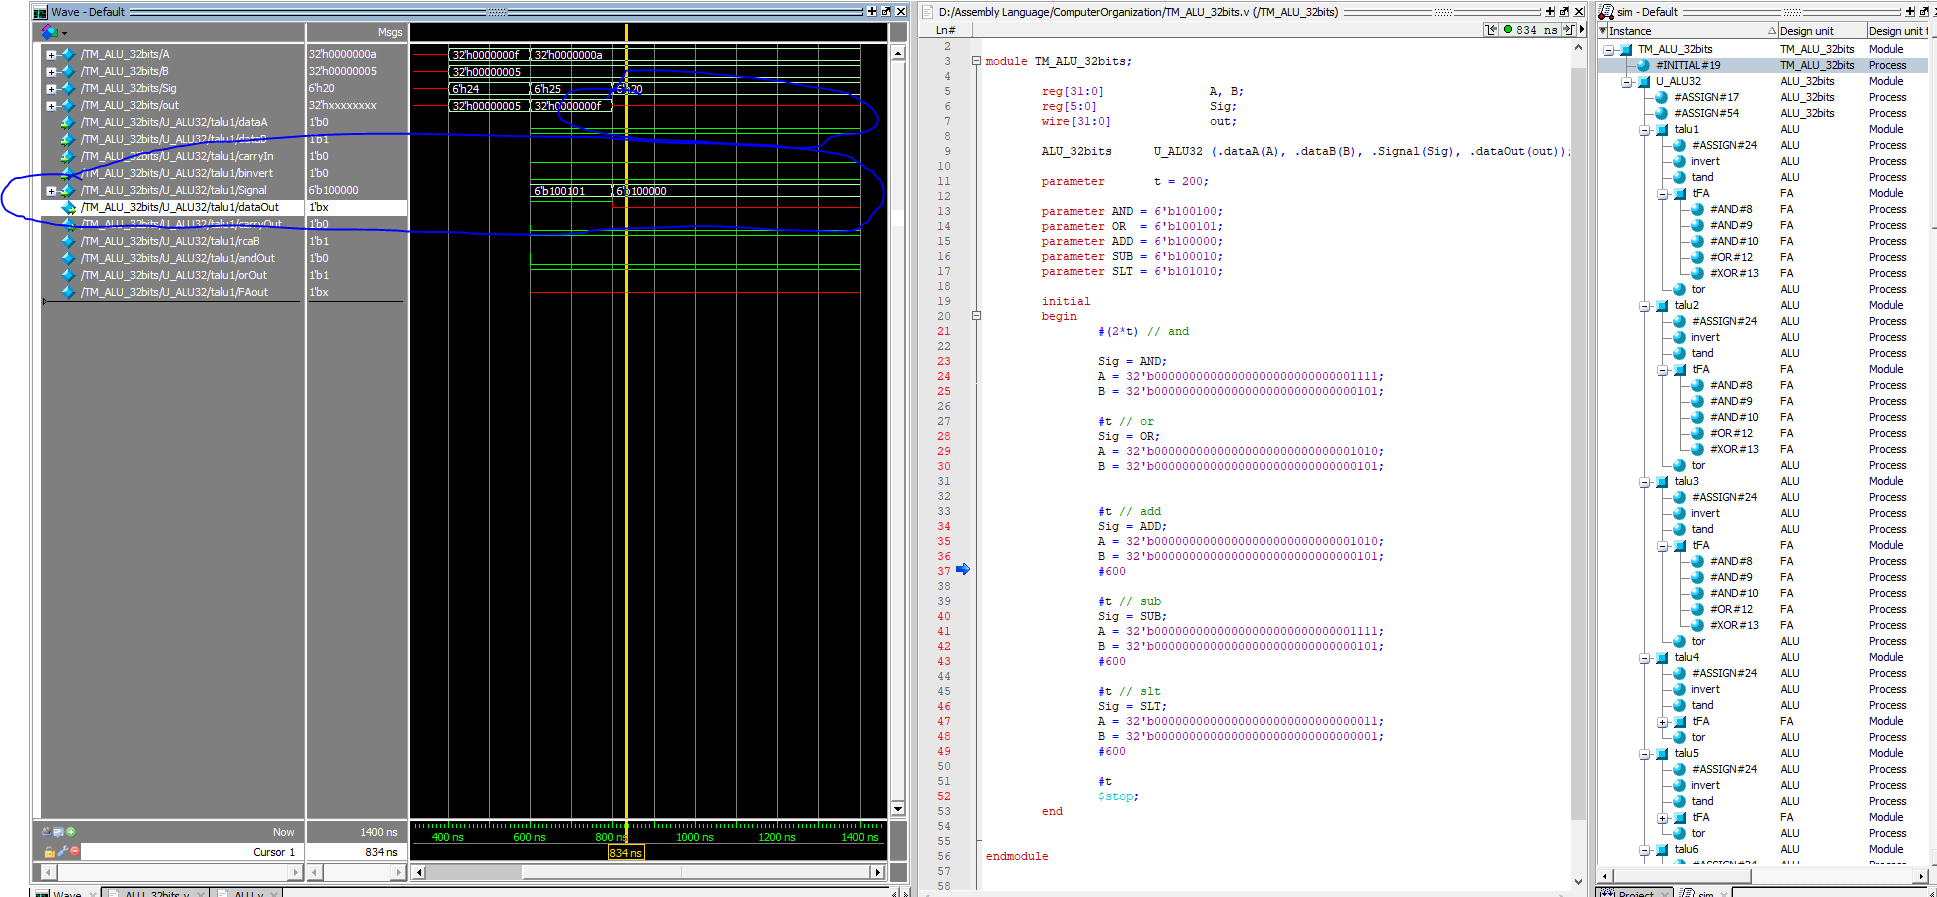 Wave - Default
Msgs
/TM_ALU_32bits/A 32'h0000000a
/TM_ALU_32bits/B 32'h00000005
/TM_ALU_32bits/Sig 6'h20
/TM_ALU_32bits/out 32'hxxxxxxxx
/TM_ALU_32bits/U_ALU32/talu1/dataA 1'b0
/TM_ALU_32bits/U_ALU32/talu1/dataB 1'b1
/TM_ALU_32bits/U_ALU32/talu1/carryIn 1'b0
/TM_ALU_32bits/U_ALU32/talu1/binvert 1'b0
/TM_ALU_32bits/U_ALU32/talu1/Signal 6'b100000
/TM_ALU_32bits/U_ALU32/talu1/dataOut 1'bx
/TM_ALU_32bits/U_ALU32/talu1/carryOut 1'b0
/TM_ALU_32bits/U_ALU32/talu1/rcaB 1'b1
/TM_ALU_32bits/U_ALU32/talu1/andOut 1'b0
/TM_ALU_32bits/U_ALU32/talu1/orOut 1'b1
/TM_ALU_32bits/U_ALU32/talu1/FAout 1'bx
32'h0000000f 32'h0000000a
32'h00000005
6'h24 6'h25 6'h20
32'h00000005 32'h0000000f
6'b100101 6'b100000
Now 1400 ns
Cursor 1 834 ns
400 ns 600 ns 800 ns 1000 ns 1200 ns 1400 ns
834 ns
Wave ALU_32bits.v ALU.v
D:/Assembly Language/ComputerOrganization/TM_ALU_32bits.v (/TM_ALU_32bits)
Ln# 834 ns
2
3 module TM_ALU_32bits;
4
5 reg[31:0] A, B;
6 reg[5:0] Sig;
7 wire[31:0] out;
8
9 ALU_32bits U_ALU32 (.dataA(A), .dataB(B), .Signal(Sig), .dataOut(out));
10
11 parameter t = 200;
12
13 parameter AND = 6'b100100;
14 parameter OR = 6'b100101;
15 parameter ADD = 6'b100000;
16 parameter SUB = 6'b100010;
17 parameter SLT = 6'b101010;
18
19 initial
20 begin
21 #(2*t) // and
22
23 Sig = AND;
24 A = 32'b00000000000000000000000000001111;
25 B = 32'b00000000000000000000000000000101;
26
27 #t // or
28 Sig = OR;
29 A = 32'b00000000000000000000000000001010;
30 B = 32'b00000000000000000000000000000101;
31
32
33 #t // add
34 Sig = ADD;
35 A = 32'b00000000000000000000000000001010;
36 B = 32'b00000000000000000000000000000101;
37 #600
38
39 #t // sub
40 Sig = SUB;
41 A = 32'b00000000000000000000000000001111;
42 B = 32'b00000000000000000000000000000101;
43 #600
44
45 #t // slt
46 Sig = SLT;
47 A = 32'b00000000000000000000000000000011;
48 B = 32'b00000000000000000000000000000001;
49 #600
50
51 #t
52 $stop;
53 end
54
55
56 endmodule
57
58
sim - Default
Instance Design unit Design unit t
TM_ALU_32bits TM_ALU_32bits Module
#INITIAL#19 TM_ALU_32bits Process
U_ALU32 ALU_32bits Module
#ASSIGN#17 ALU_32bits Process
#ASSIGN#54 ALU_32bits Process
talu1 ALU Module
#ASSIGN#24 ALU Process
invert ALU Process
tand ALU Process
tFA FA Module
#AND#8 FA Process
#AND#9 FA Process
#AND#10 FA Process
#OR#12 FA Process
#XOR#13 FA Process
tor ALU Process
talu2 ALU Module
#ASSIGN#24 ALU Process
invert ALU Process
tand ALU Process
tFA FA Module
#AND#8 FA Process
#AND#9 FA Process
#AND#10 FA Process
#OR#12 FA Process
#XOR#13 FA Process
tor ALU Process
talu3 ALU Module
#ASSIGN#24 ALU Process
invert ALU Process
tand ALU Process
tFA FA Module
#AND#8 FA Process
#AND#9 FA Process
#AND#10 FA Process
#OR#12 FA Process
#XOR#13 FA Process
tor ALU Process
talu4 ALU Module
#ASSIGN#24 ALU Process
invert ALU Process
tand ALU Process
tFA FA Module
tor ALU Process
talu5 ALU Module
#ASSIGN#24 ALU Process
invert ALU Process
tand ALU Process
tFA FA Module
tor ALU Process
talu6 ALU Module
#ASSIGN#24 ALU Process
Project sim